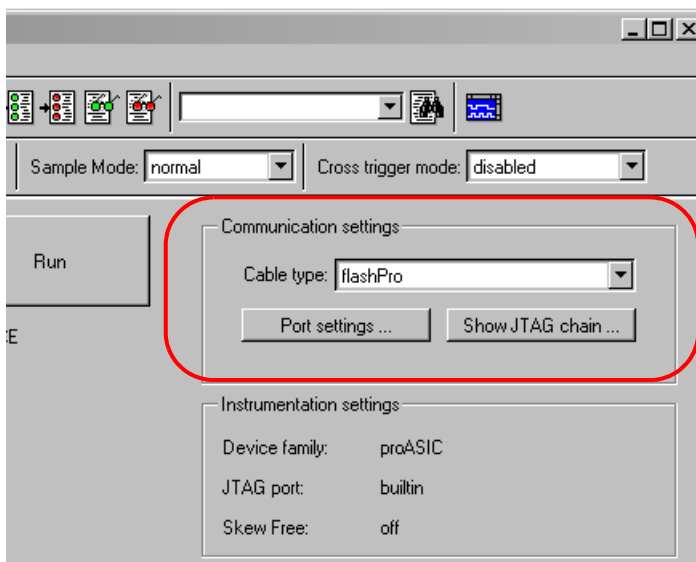 Sample Mode: normal Cross trigger mode: disabled
Communication settings
Run
Cable type: flashPro
Port settings ... Show JTAG chain ...
E
Instrumentation settings
Device family: proASIC
JTAG port: builtin
Skew Free: off